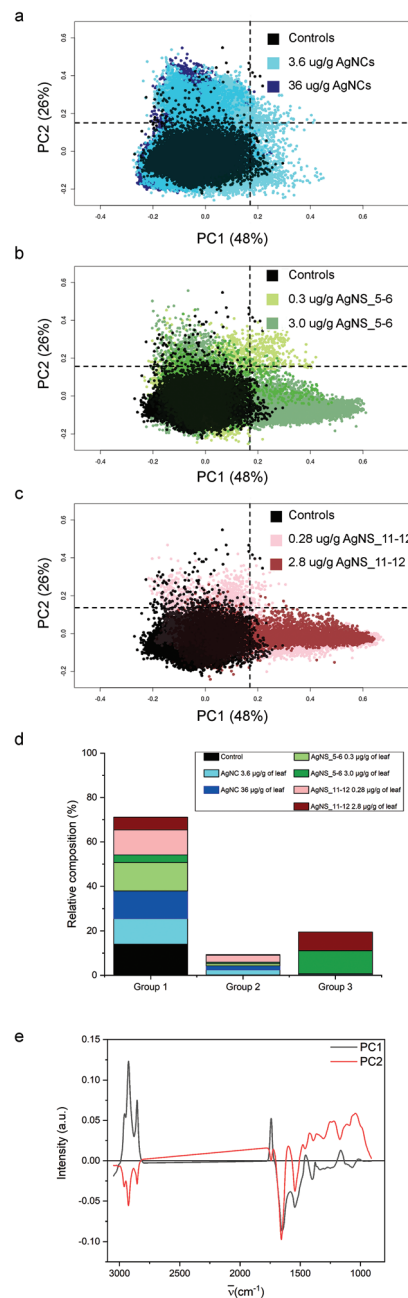 a
Controls
3.6 ug/g AgNCs
36 ug/g AgNCs
PC2 (26%)
0.6
0.4
0.2
0.0
-0.2
-0.4 -0.2 0.0 0.2 0.4 0.6
PC1 (48%)
b
Controls
0.3 ug/g AgNS_5-6
3.0 ug/g AgNS_5-6
PC2 (26%)
0.6
0.4
0.2
0.0
-0.2
-0.4 -0.2 0.0 0.2 0.4 0.6
PC1 (48%)
c
Controls
0.28 ug/g AgNS_11-12
2.8 ug/g AgNS_11-12
PC2 (26%)
0.6
0.4
0.2
0.0
-0.2
-0.4 -0.2 0.0 0.2 0.4 0.6
PC1 (48%)
d
Relative composition (%)
100
80
60
40
20
0
Control
AgNC 3.6 µg/g of leaf
AgNC 36 µg/g of leaf
AgNS_5-6 0.3 µg/g of leaf
AgNS_5-6 3.0 µg/g of leaf
AgNS_11-12 0.28 µg/g of leaf
AgNS_11-12 2.8 µg/g of leaf
Group 1 Group 2 Group 3
e
Intensity (a.u.)
0.15
0.10
0.05
0.00
-0.05
-0.10
PC1
PC2
3000 2500 2000 1500 1000
ν̅(cm⁻¹)